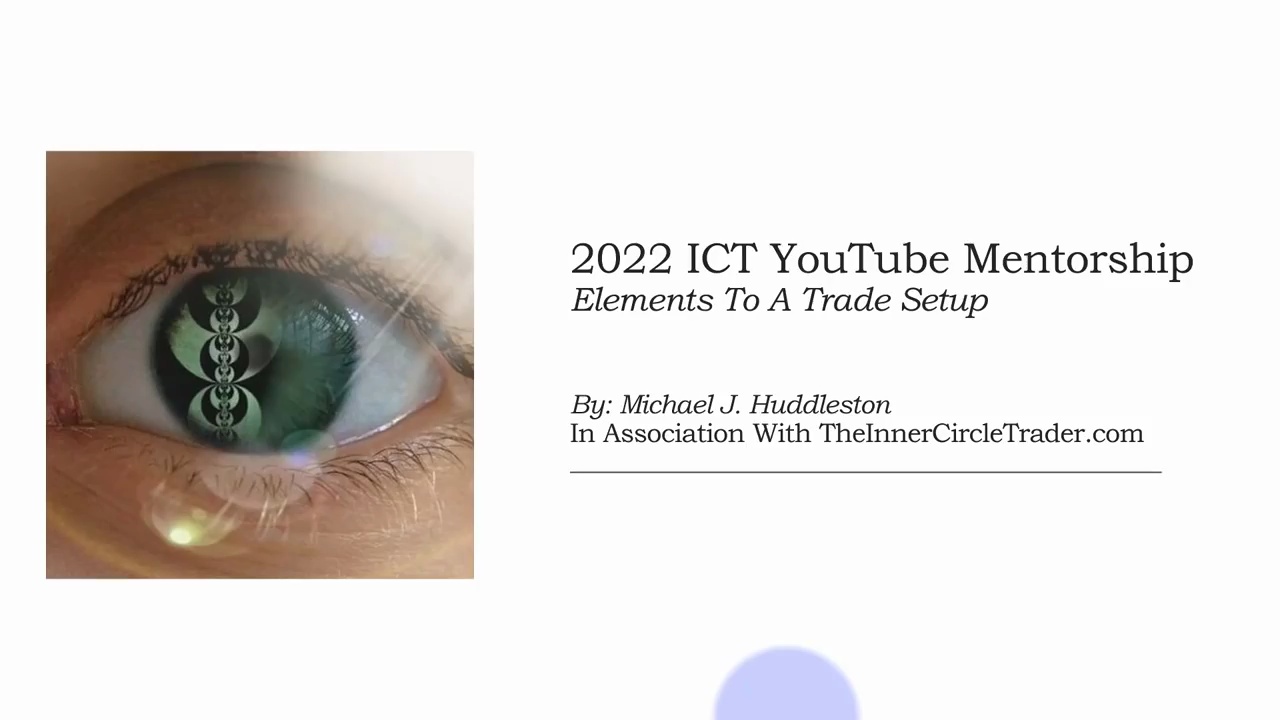 2022 ICT YouTube Mentorship
Elements To A Trade Setup
By: Michael J. Huddleston
In Association With TheInnerCircleTrader.com